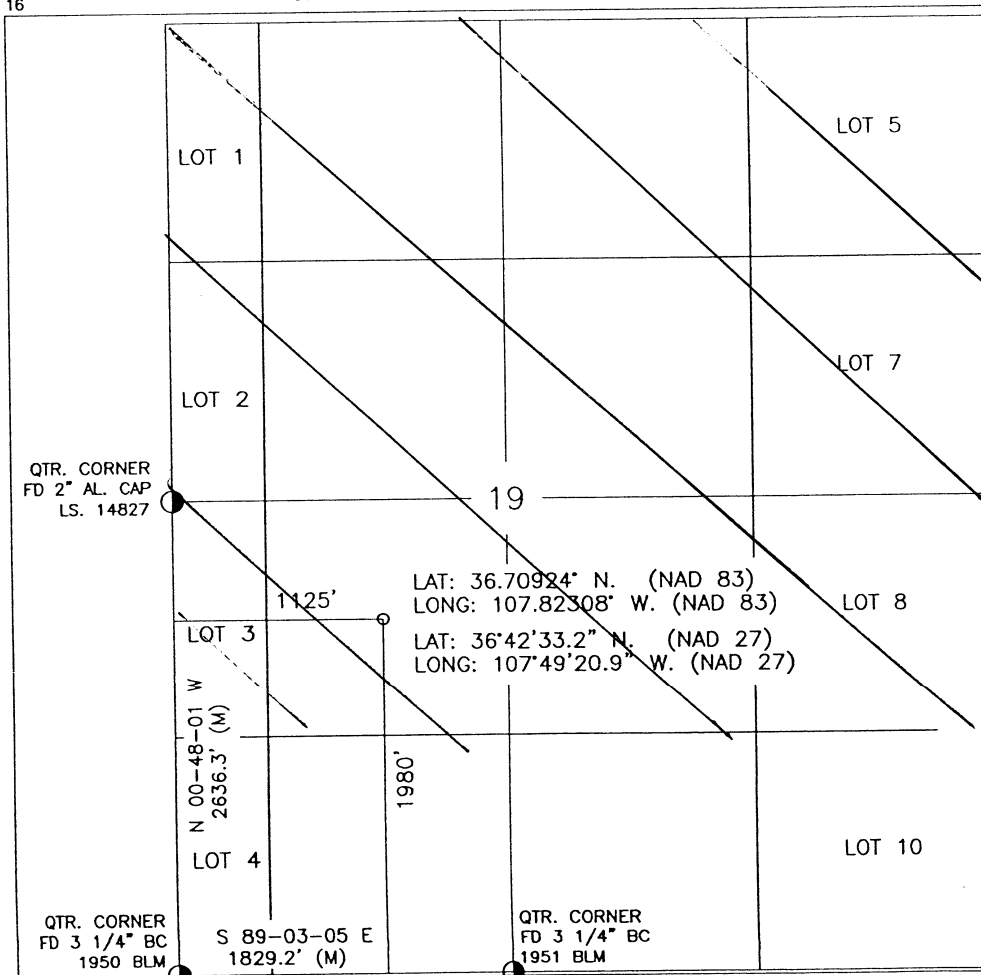 16
LOT 5
LOT 1
LOT 7
LOT 2
QTR. CORNER
FD 2" AL. CAP
LS. 14827
19
LAT: 36.70924° N. (NAD 83)
LONG: 107.82308° W. (NAD 83)
LAT: 36°42'33.2" N. (NAD 27)
LONG: 107°49'20.9" W. (NAD 27)
1125'
LOT 8
LOT 3
N 00-48-01 W
2636.3' (M)
1980'
LOT 4
LOT 10
QTR. CORNER
FD 3 1/4" BC
1950 BLM
S 89-03-05 E
1829.2' (M)
QTR. CORNER
FD 3 1/4" BC
1951 BLM